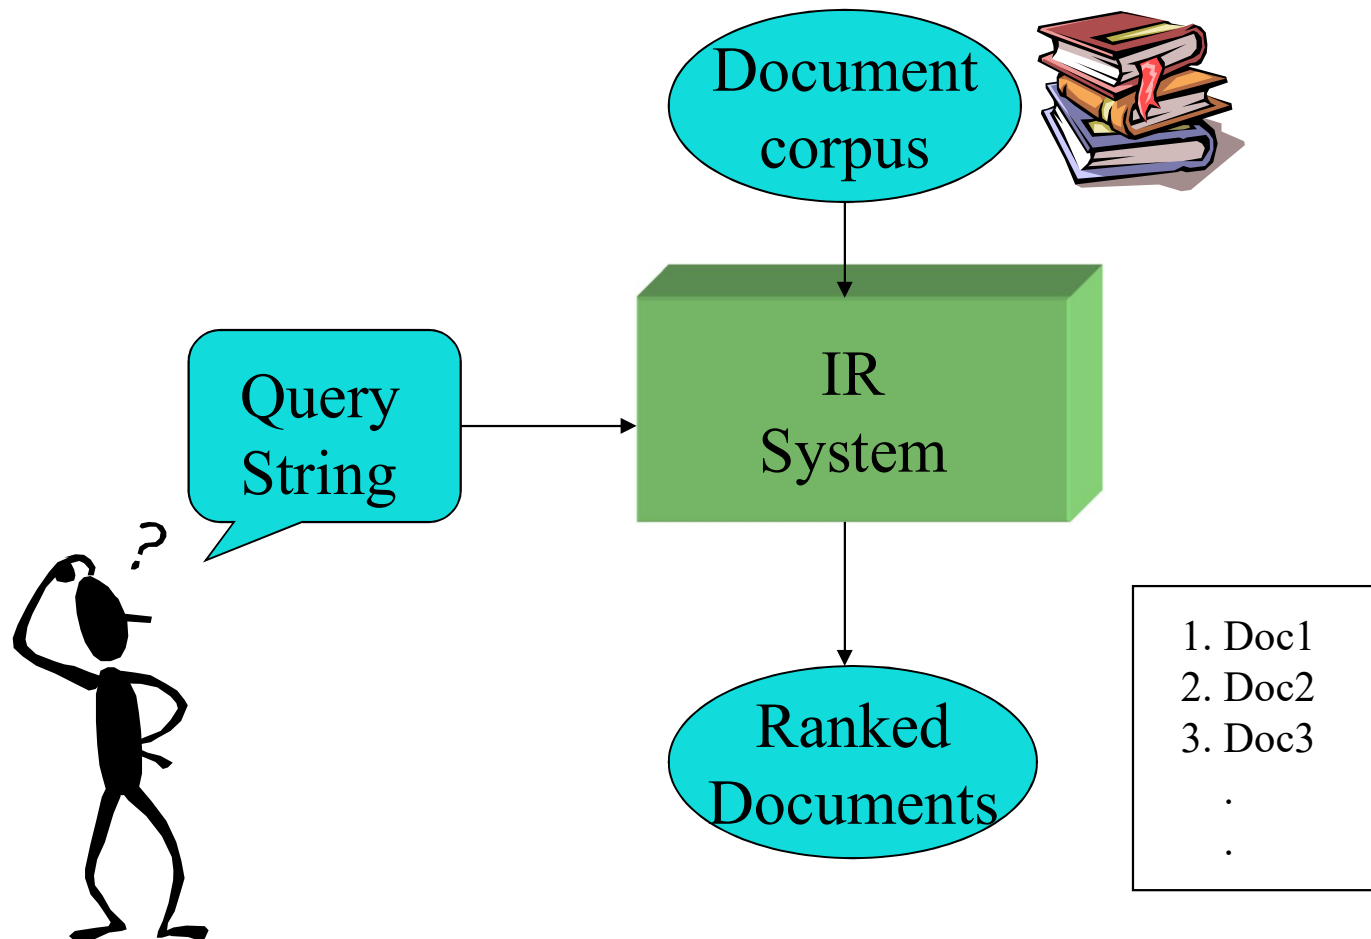 Document
corpus
IR
System
Query
String
?
Ranked
Documents
1. Doc1
2. Doc2
3. Doc3
.
.